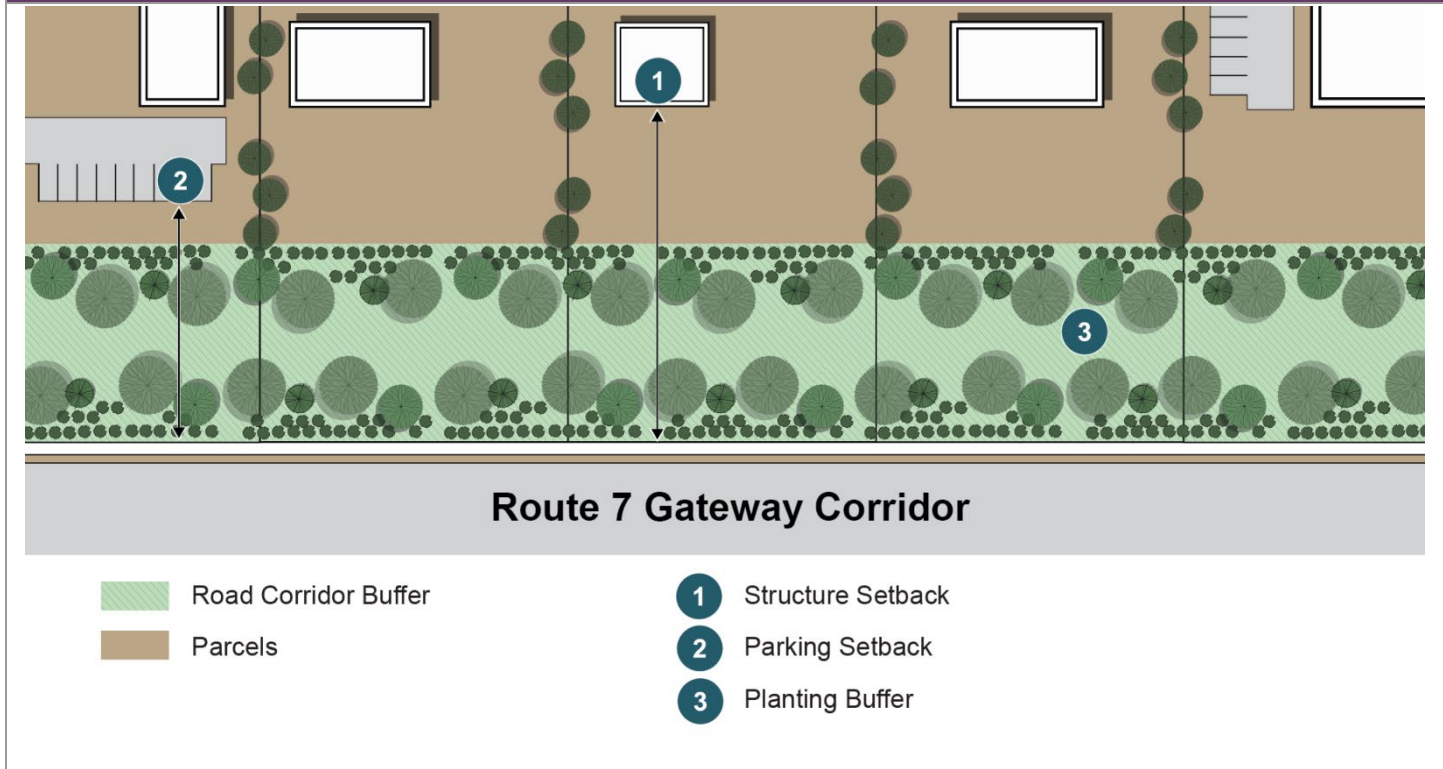 1
2
3
Route 7 Gateway Corridor
Road Corridor Buffer
Parcels
1 Structure Setback
2 Parking Setback
3 Planting Buffer